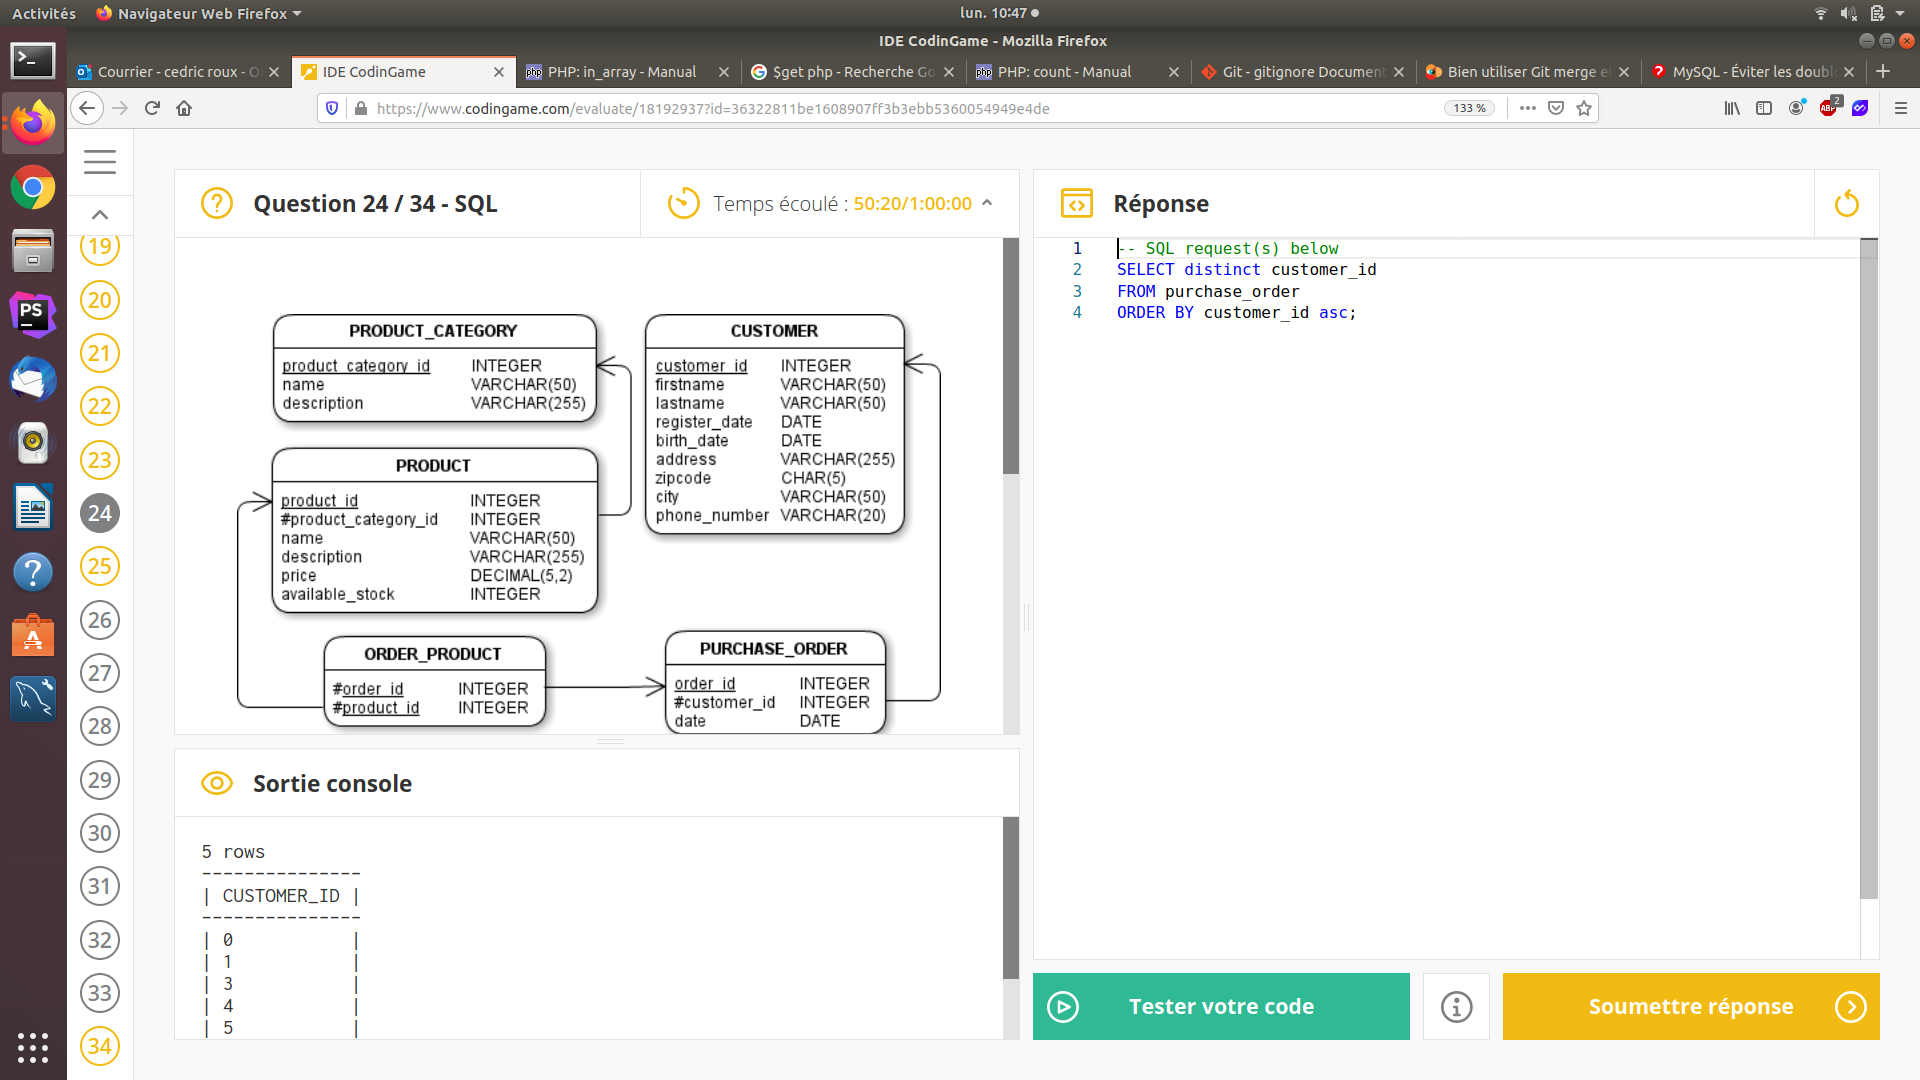 Activités
Navigateur Web Firefox
lun. 10:47
IDE CodinGame - Mozilla Firefox
Courrier - cedric roux - O
IDE CodinGame
php PHP: in_array - Manual
$get php - Recherche Go
php PHP: count - Manual
Git - gitignore Document
Bien utiliser Git merge e
MySQL - Éviter les doubl
https://www.codingame.com/evaluate/18192937?id=36322811be1608907ff3b3ebb5360054949e4de
133 %
ABP
2
PS
19
20
21
22
23
24
25
26
27
28
29
30
31
32
33
34
Question 24 / 34 - SQL
Temps écoulé : 50:20/1:00:00
PRODUCT_CATEGORY
product_category_id INTEGER
name VARCHAR(50)
description VARCHAR(255)
CUSTOMER
customer_id INTEGER
firstname VARCHAR(50)
lastname VARCHAR(50)
register_date DATE
birth_date DATE
address VARCHAR(255)
zipcode CHAR(5)
city VARCHAR(50)
phone_number VARCHAR(20)
PRODUCT
product_id INTEGER
#product_category_id INTEGER
name VARCHAR(50)
description VARCHAR(255)
price DECIMAL(5,2)
available_stock INTEGER
ORDER_PRODUCT
#order_id INTEGER
#product_id INTEGER
PURCHASE_ORDER
order_id INTEGER
#customer_id INTEGER
date DATE
Sortie console
5 rows
---------------
| CUSTOMER_ID |
---------------
| 0 |
| 1 |
| 3 |
| 4 |
| 5 |
Réponse
1 -- SQL request(s) below
2 SELECT distinct customer_id
3 FROM purchase_order
4 ORDER BY customer_id asc;
Tester votre code
Soumettre réponse